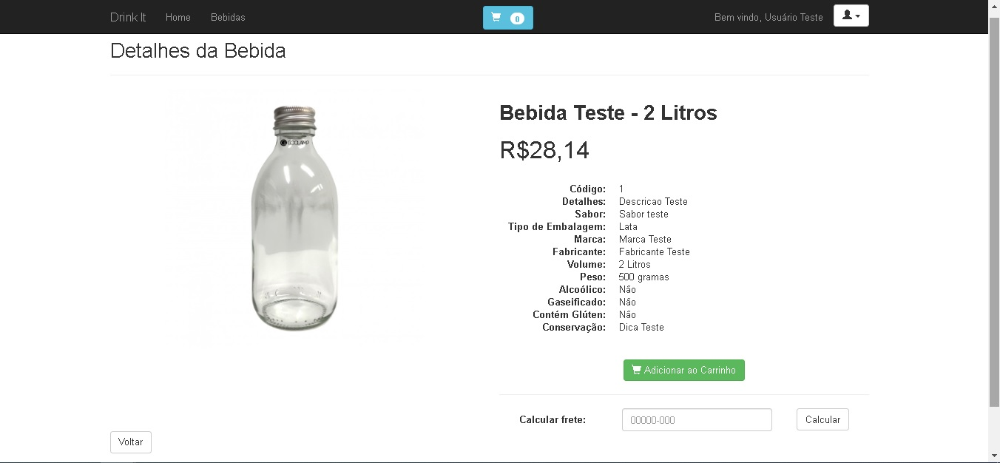 Drink It Home Bebidas 0 Bem vindo, Usuário Teste
Detalhes da Bebida
Bebida Teste - 2 Litros
R$28,14
Código: 1
Detalhes: Descricao Teste
Sabor: Sabor teste
Tipo de Embalagem: Lata
Marca: Marca Teste
Fabricante: Fabricante Teste
Volume: 2 Litros
Peso: 500 gramas
Alcoólico: Não
Gaseificado: Não
Contém Glúten: Não
Conservação: Dica Teste
Adicionar ao Carrinho
Calcular frete: 00000-000 Calcular
Voltar